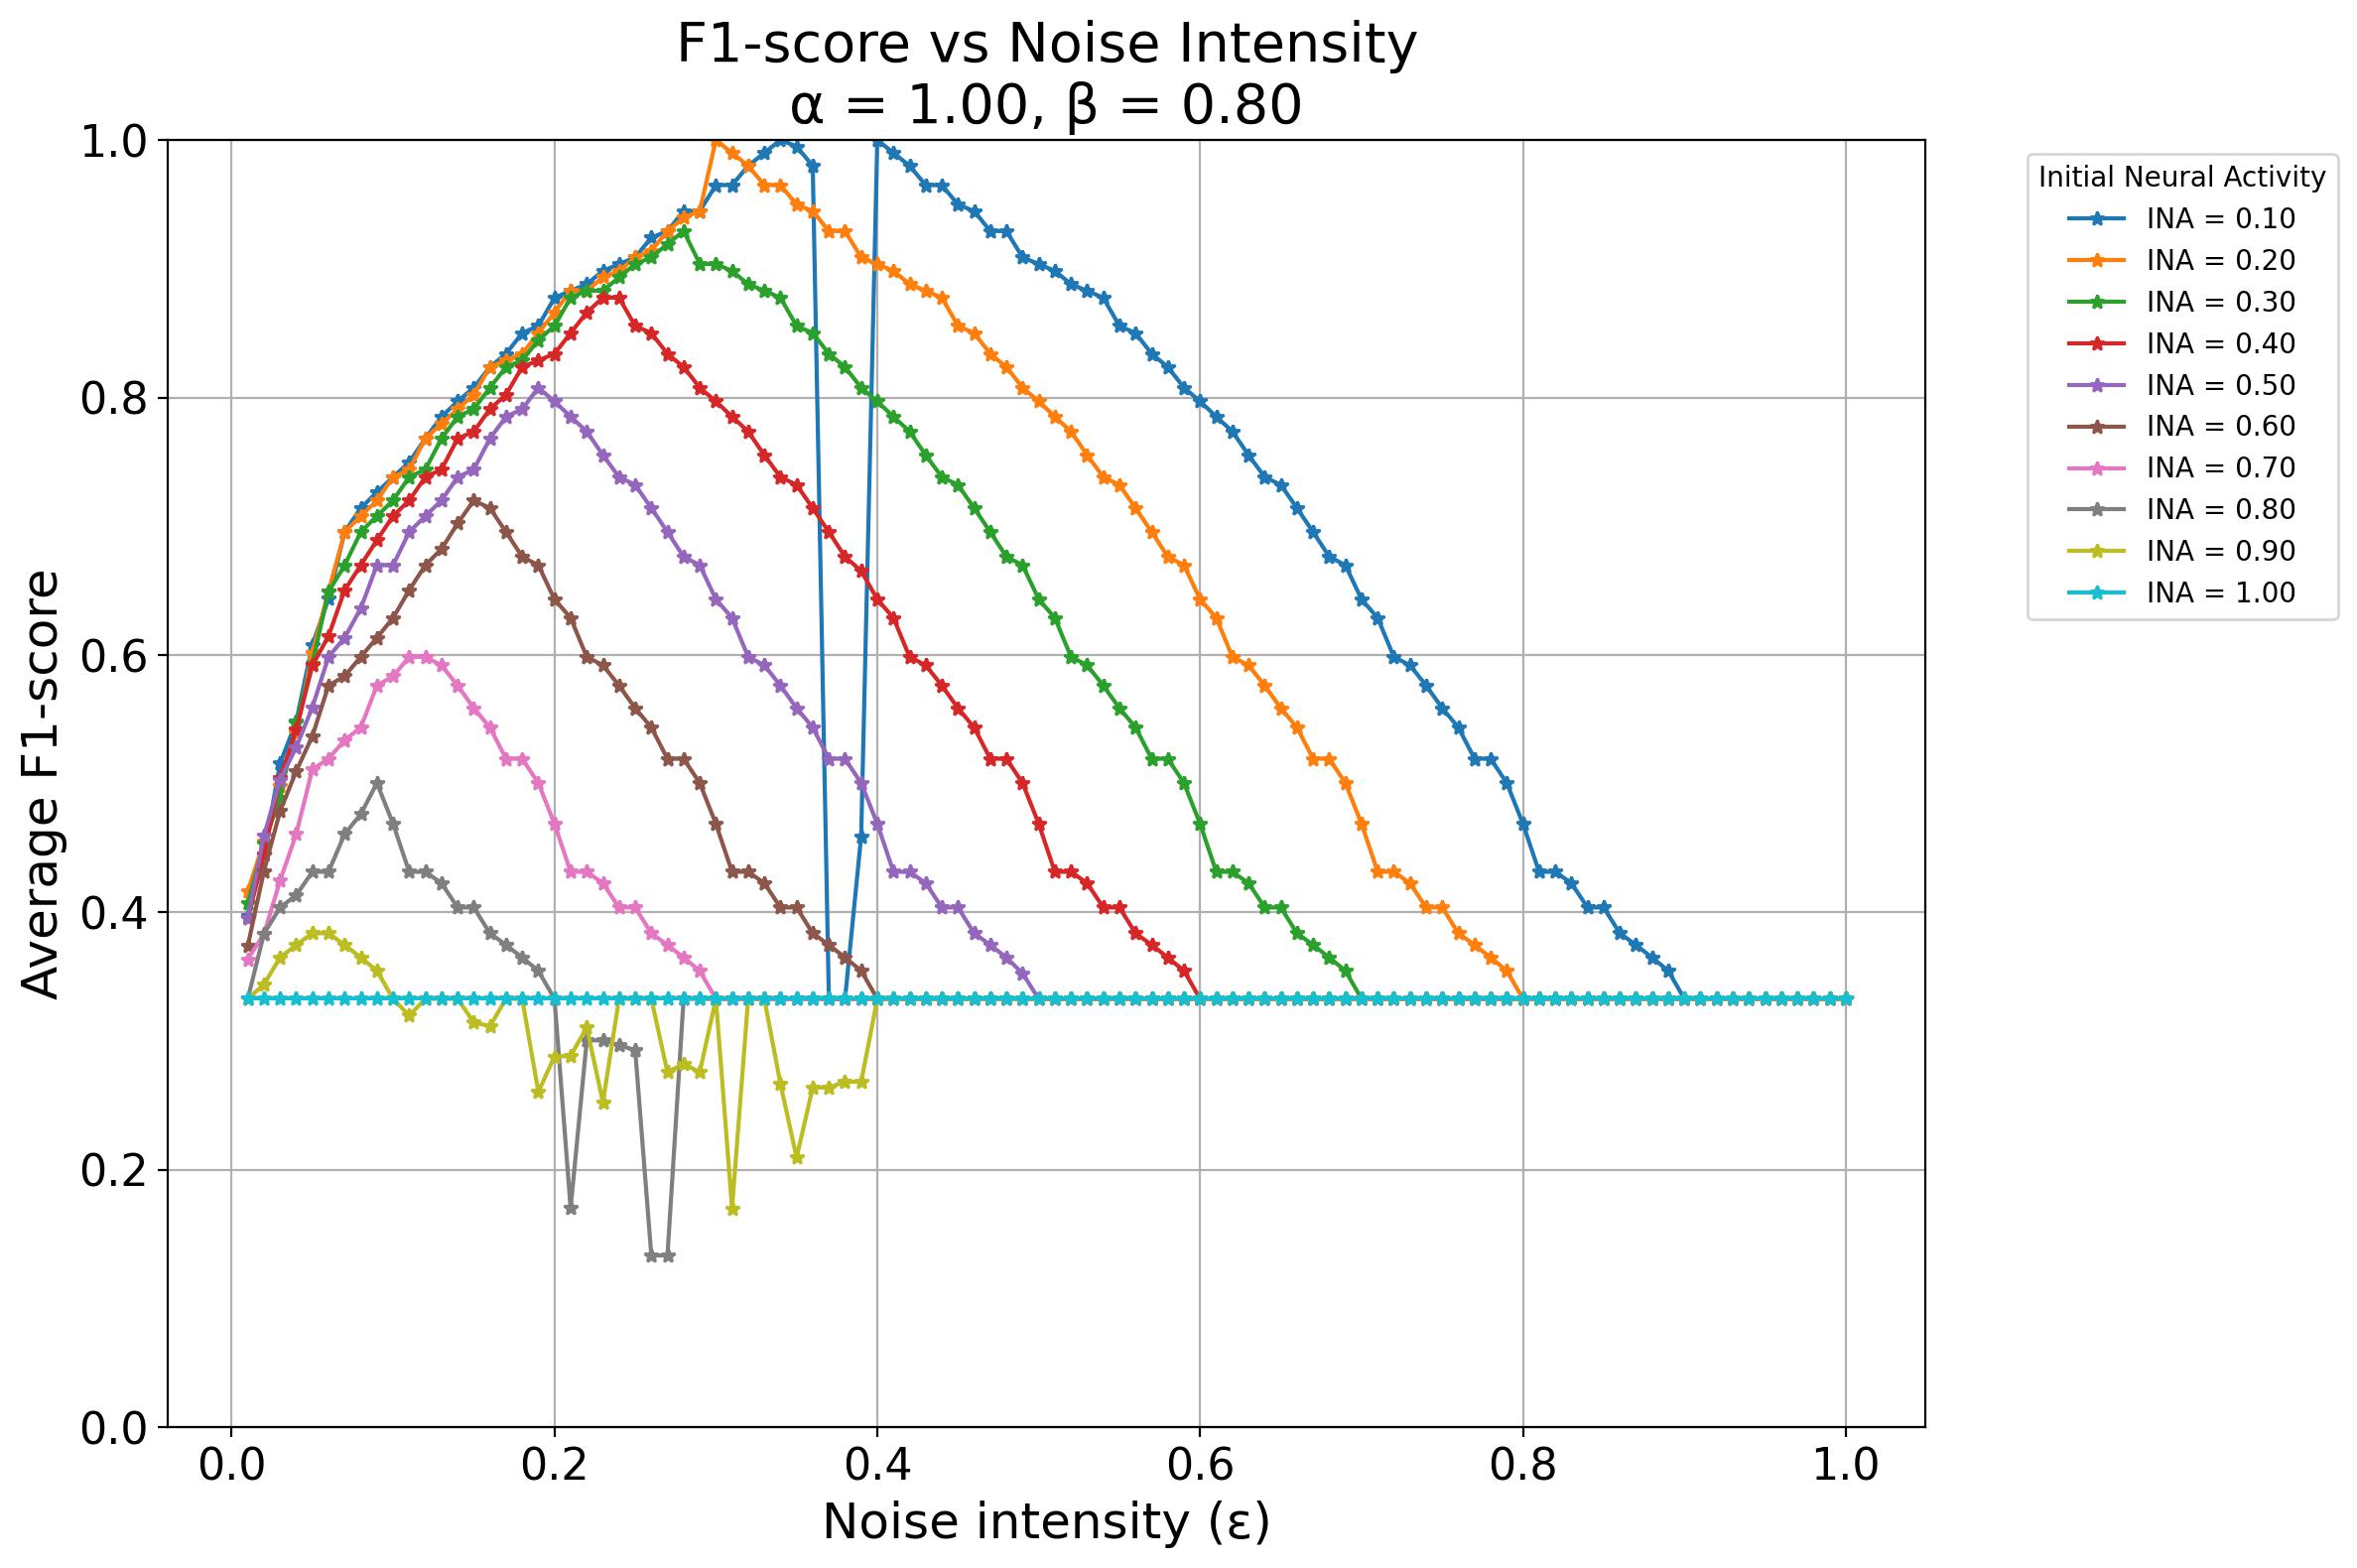 F1-score vs Noise Intensity
α = 1.00, β = 0.80
1.0
0.8
0.6
0.4
0.2
0.0
Average F1-score
0.0 0.2 0.4 0.6 0.8 1.0
Noise intensity (ε)
Initial Neural Activity
INA = 0.10
INA = 0.20
INA = 0.30
INA = 0.40
INA = 0.50
INA = 0.60
INA = 0.70
INA = 0.80
INA = 0.90
INA = 1.00